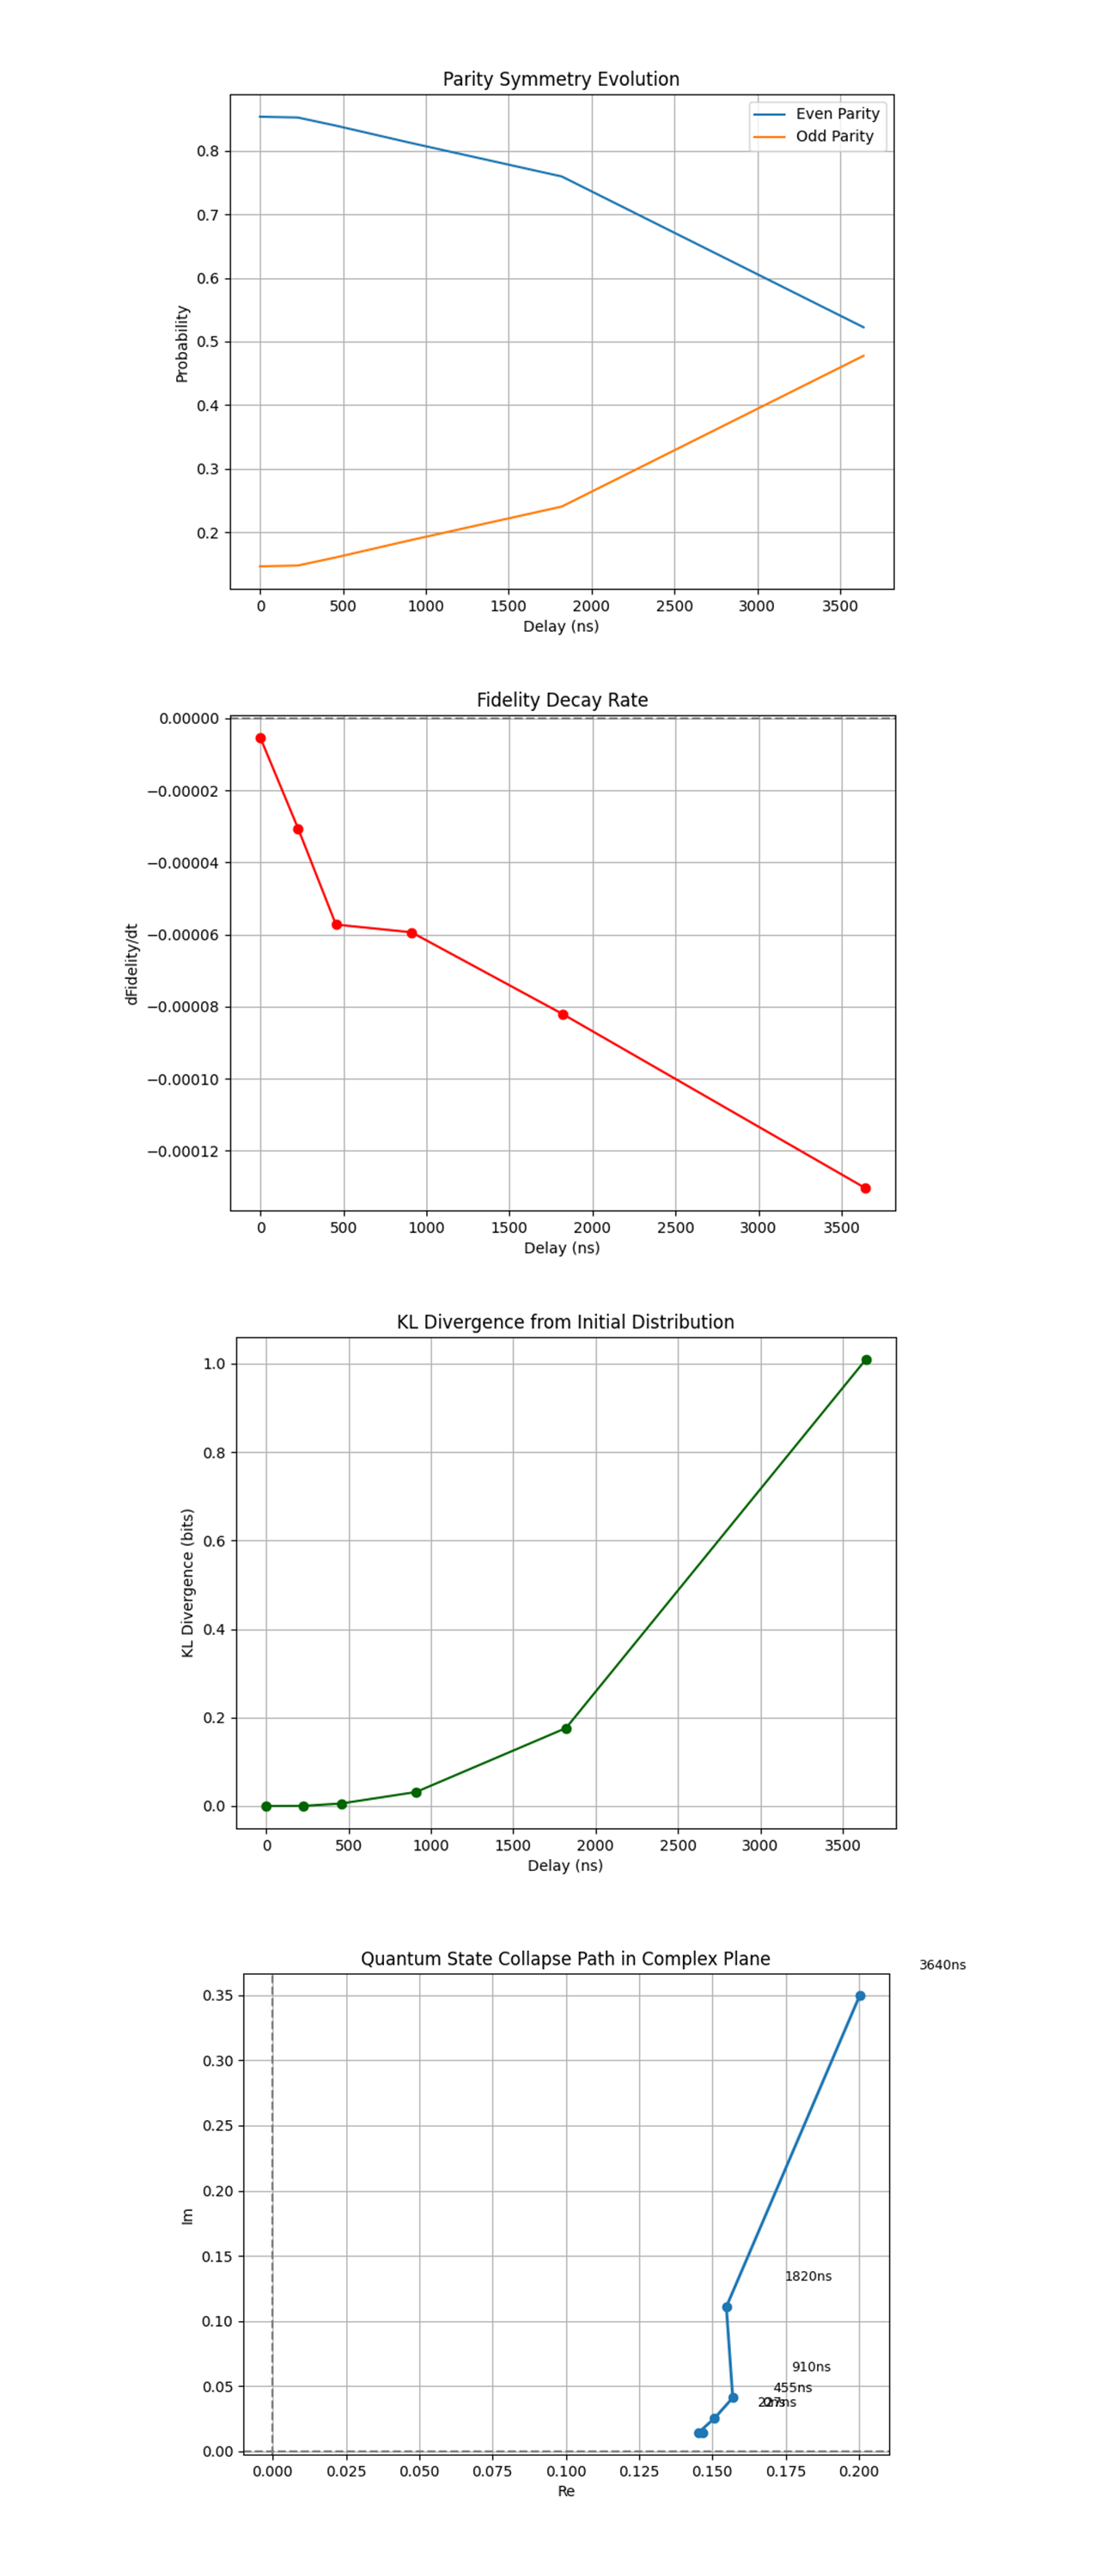 Parity Symmetry Evolution
Even Parity
Odd Parity
0.8
0.7
0.6
0.5
0.4
0.3
0.2
Probability
0 500 1000 1500 2000 2500 3000 3500
Delay (ns)
Fidelity Decay Rate
0.00000
−0.00002
−0.00004
−0.00006
−0.00008
−0.00010
−0.00012
dFidelity/dt
0 500 1000 1500 2000 2500 3000 3500
Delay (ns)
KL Divergence from Initial Distribution
1.0
0.8
0.6
0.4
0.2
0.0
KL Divergence (bits)
0 500 1000 1500 2000 2500 3000 3500
Delay (ns)
Quantum State Collapse Path in Complex Plane
3640ns
0.35
0.30
0.25
0.20
0.15
0.10
0.05
0.00
Im
1820ns
910ns
455ns
0.000 0.025 0.050 0.075 0.100 0.125 0.150 0.175 0.200
Re